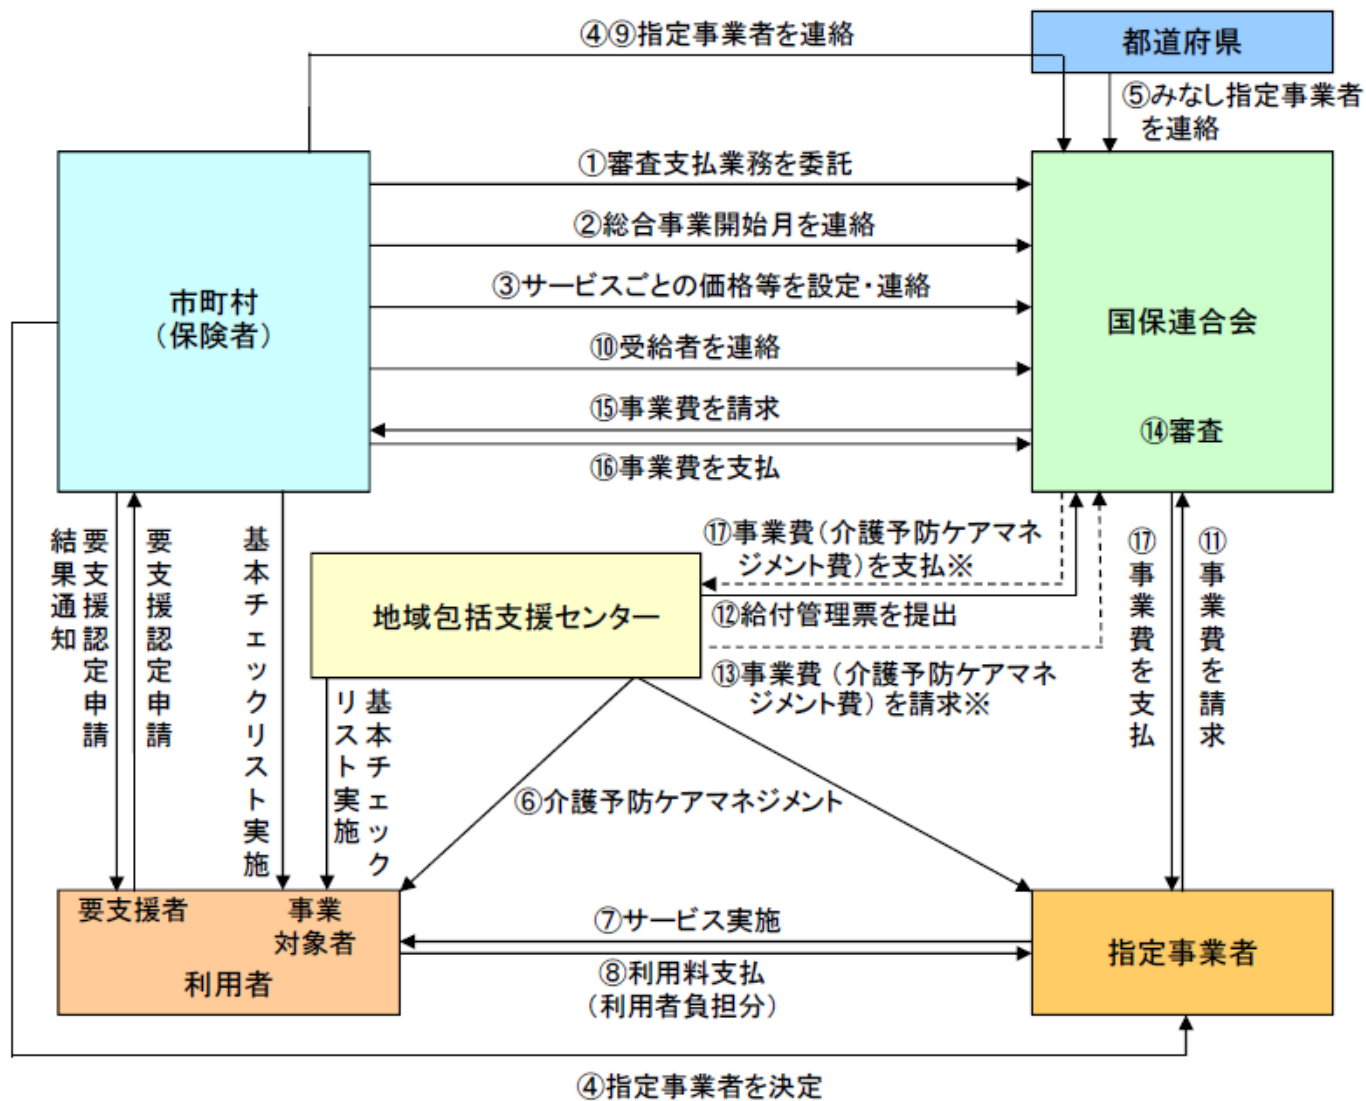 ④⑨指定事業者を連絡
都道府県
⑤みなし指定事業者
を連絡
①審査支払業務を委託
②総合事業開始月を連絡
③サービスごとの価格等を設定・連絡
市町村
（保険者）
国保連合会
⑩受給者を連絡
⑮事業費を請求
⑭審査
⑯事業費を支払
要支援認定申請
結果通知
要支援認定申請
基本チェックリスト実施
⑰事業費（介護予防ケアマネ
ジメント費）を支払※
地域包括支援センター
⑫給付管理票を提出
⑬事業費（介護予防ケアマネ
ジメント費）を請求※
⑰事業費を支払
⑪事業費を請求
基本チェック
リスト実施
⑥介護予防ケアマネジメント
要支援者
事業
対象者
利用者
⑦サービス実施
⑧利用料支払
（利用者負担分）
指定事業者
④指定事業者を決定